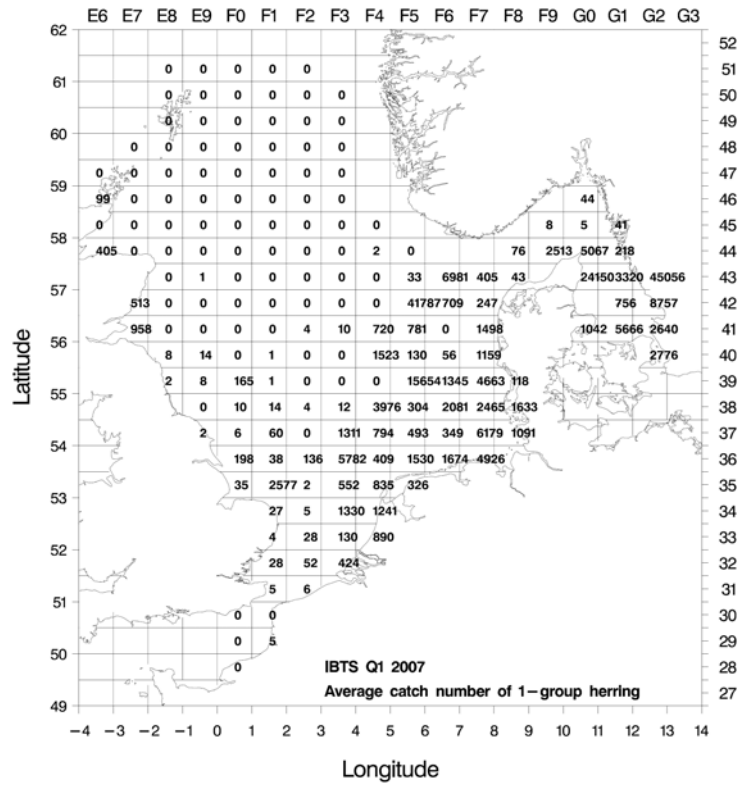 E6 E7 E8 E9 F0 F1 F2 F3 F4 F5 F6 F7 F8 F9 G0 G1 G2 G3
62
52
0 0 0 0 0 51
61
0 0 0 0 0 0 50
0 0 0 0 0 0 49
60
0 0 0 0 0 0 0 48
59
0 0 0 0 0 0 0 0 47
99 0 0 0 0 0 0 0 44 46
0 0 0 0 0 0 0 0 0 8 5 41 45
58
405 0 0 0 0 0 0 0 2 0 76 2513 5067 218 44
0 1 0 0 0 0 0 33 6981 405 43 24150 3320 45056 43
57
513 0 0 0 0 0 0 0 41787 709 247 756 8757 42
958 0 0 0 0 4 10 720 781 0 1498 1042 5666 2640 41
56
8 14 0 1 0 0 1523 130 56 1159 2776 40
2 8 165 1 0 0 0 15654 1345 4663 118 39
55
0 10 14 4 12 3976 304 2081 2465 1633 38
2 6 60 0 1311 794 493 349 6179 1091 37
54
198 38 136 5782 409 1530 1674 4926 36
35 2577 2 552 835 326 35
53
27 5 1330 1241 34
4 28 130 890 33
52
28 52 424 32
5 6 31
51
0 0 30
0 5 29
50
0 IBTS Q1 2007 28
Average catch number of 1-group herring 27
49
-4 -3 -2 -1 0 1 2 3 4 5 6 7 8 9 10 11 12 13 14
Latitude
Longitude